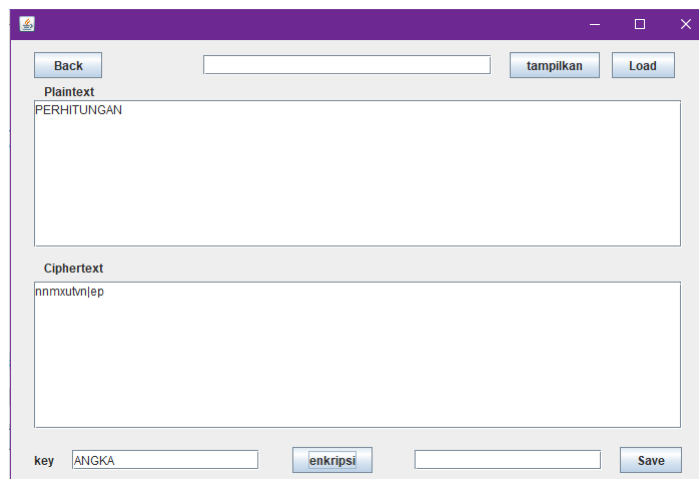 Back tampilkan Load
Plaintext
PERHITUNGAN
Ciphertext
nnmxutvn|ep
key ANGKA enkripsi Save